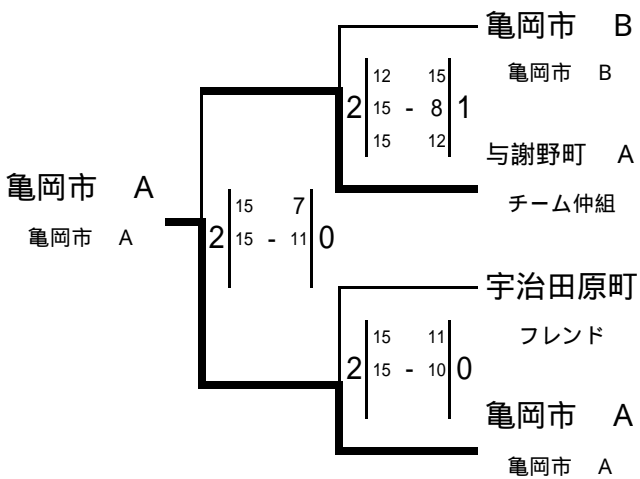 亀岡市　B
亀岡市　B
2 12 15 1
15 - 8
15 12
与謝野町　A
チーム仲組
亀岡市　A
亀岡市　A
2 15 7 0
15 - 11
宇治田原町
フレンド
2 15 11 0
15 - 10
亀岡市　A
亀岡市　A